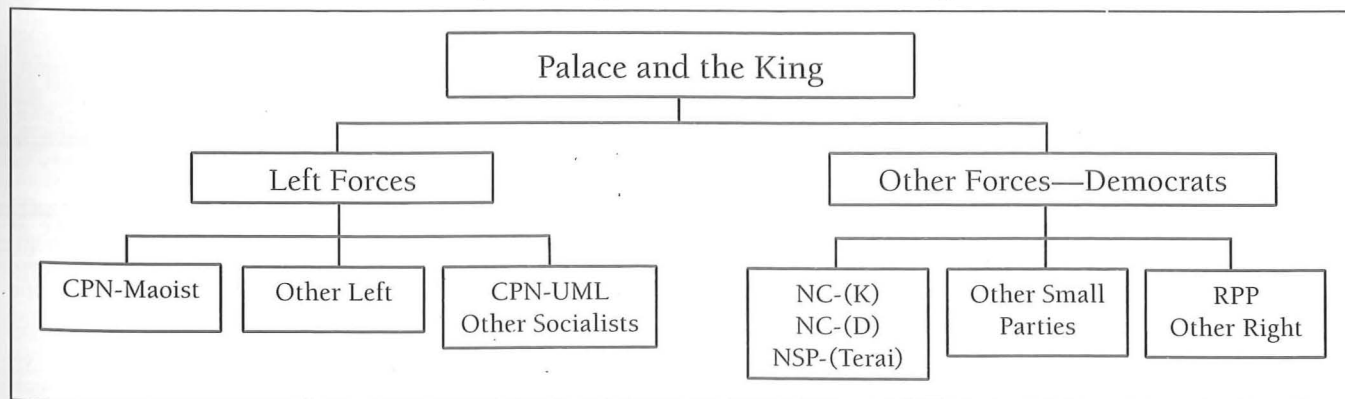 Palace and the King
Left Forces
Other Forces—Democrats
CPN-Maoist
Other Left
CPN-UML
Other Socialists
NC-(K)
NC-(D)
NSP-(Terai)
Other Small
Parties
RPP
Other Right